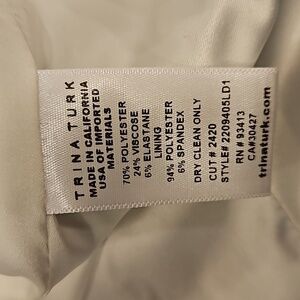 TRINA TURK
MADE IN CALIFORNIA
USA OF IMPORTED
MATERIALS
70% POLYESTER
24% VISCOSE
6% ELASTANE
LINING
94% POLYESTER
6% SPANDEX
DRY CLEAN ONLY
CUT # 2420
STYLE# 2209405LD1
RN# 93413
CA#30427
trinaturk.com